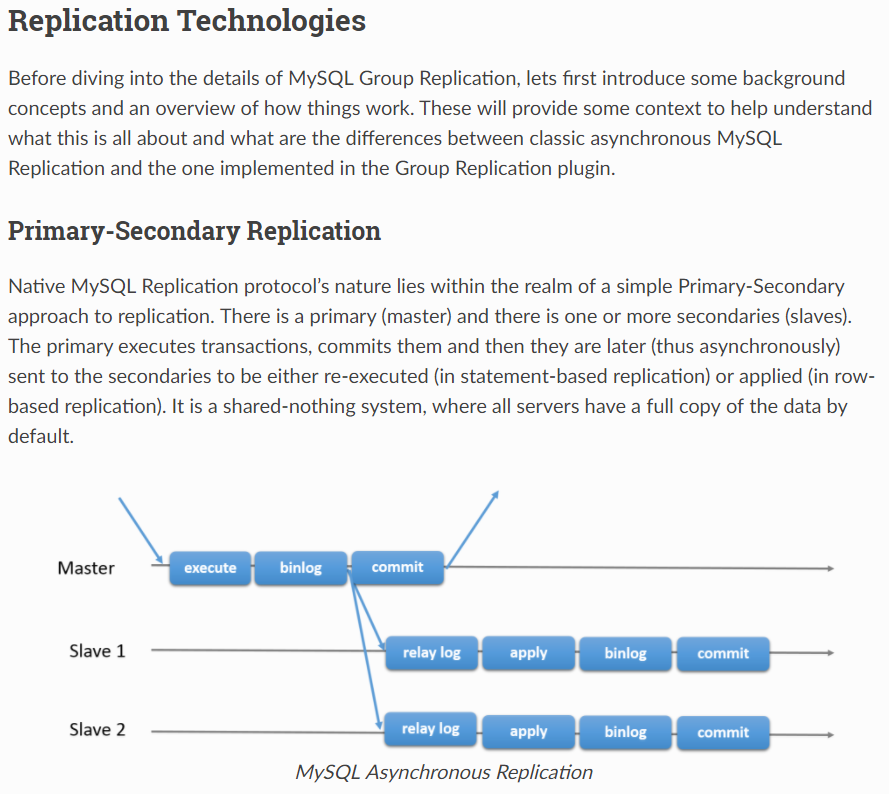 Replication Technologies
Before diving into the details of MySQL Group Replication, lets first introduce some background
concepts and an overview of how things work. These will provide some context to help understand
what this is all about and what are the differences between classic asynchronous MySQL
Replication and the one implemented in the Group Replication plugin.
Primary-Secondary Replication
Native MySQL Replication protocol’s nature lies within the realm of a simple Primary-Secondary
approach to replication. There is a primary (master) and there is one or more secondaries (slaves).
The primary executes transactions, commits them and then they are later (thus asynchronously)
sent to the secondaries to be either re-executed (in statement-based replication) or applied (in row-
based replication). It is a shared-nothing system, where all servers have a full copy of the data by
default.
Master execute binlog commit
Slave 1 relay log apply binlog commit
Slave 2 relay log apply binlog commit
MySQL Asynchronous Replication